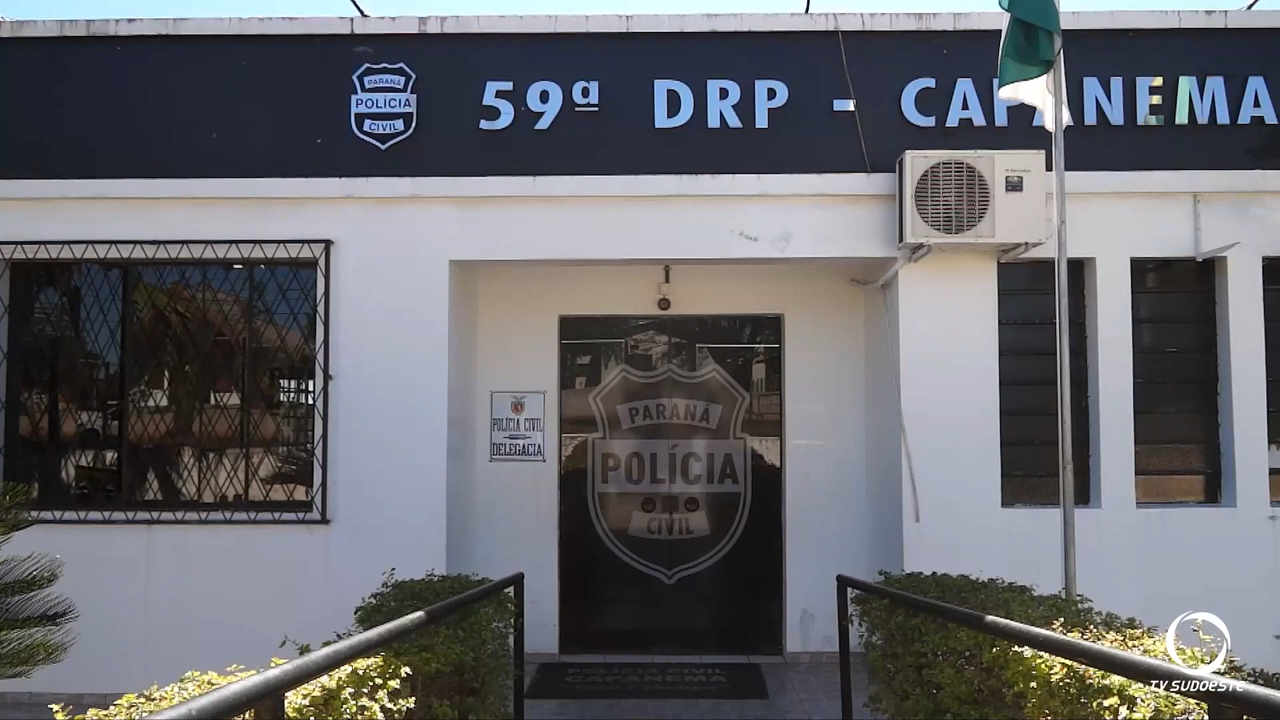 PARANÁ
POLÍCIA
CIVIL
59ª DRP - CAPANEMA
POLÍCIA CIVIL
DELEGACIA
PARANÁ
POLÍCIA
CIVIL
POLÍCIA CIVIL
CAPANEMA
TV SUDOESTE